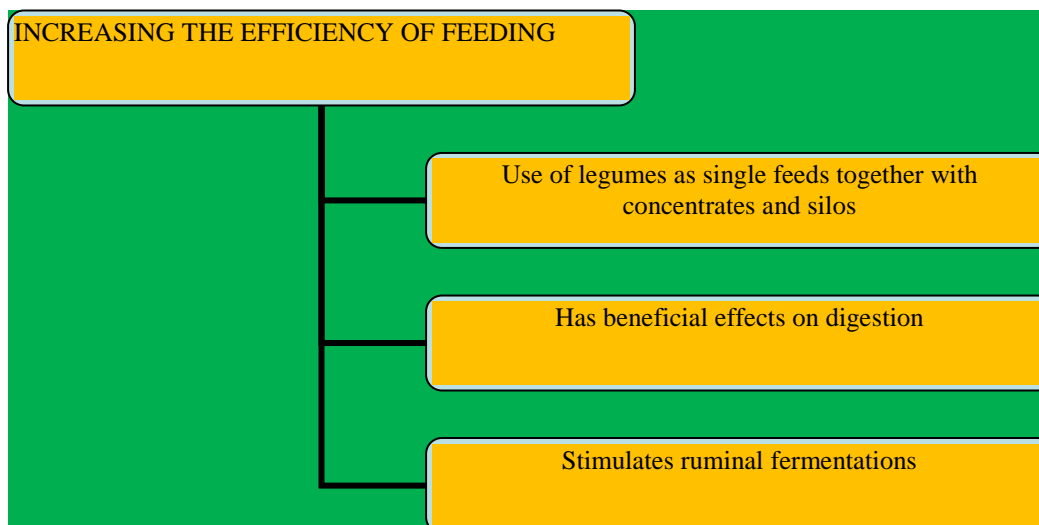 INCREASING THE EFFICIENCY OF FEEDING
Use of legumes as single feeds together with
concentrates and silos
Has beneficial effects on digestion
Stimulates ruminal fermentations